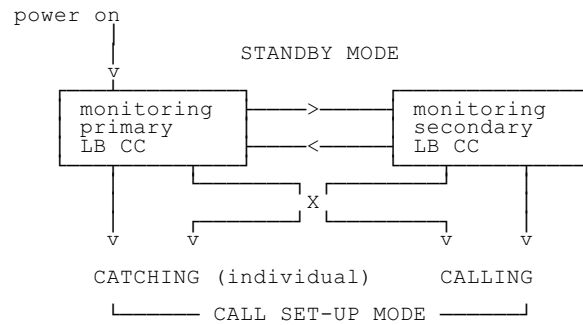 power on
STANDBY MODE
monitoring
primary
LB CC
monitoring
secondary
LB CC
X
CATCHING (individual) CALLING
CALL SET-UP MODE